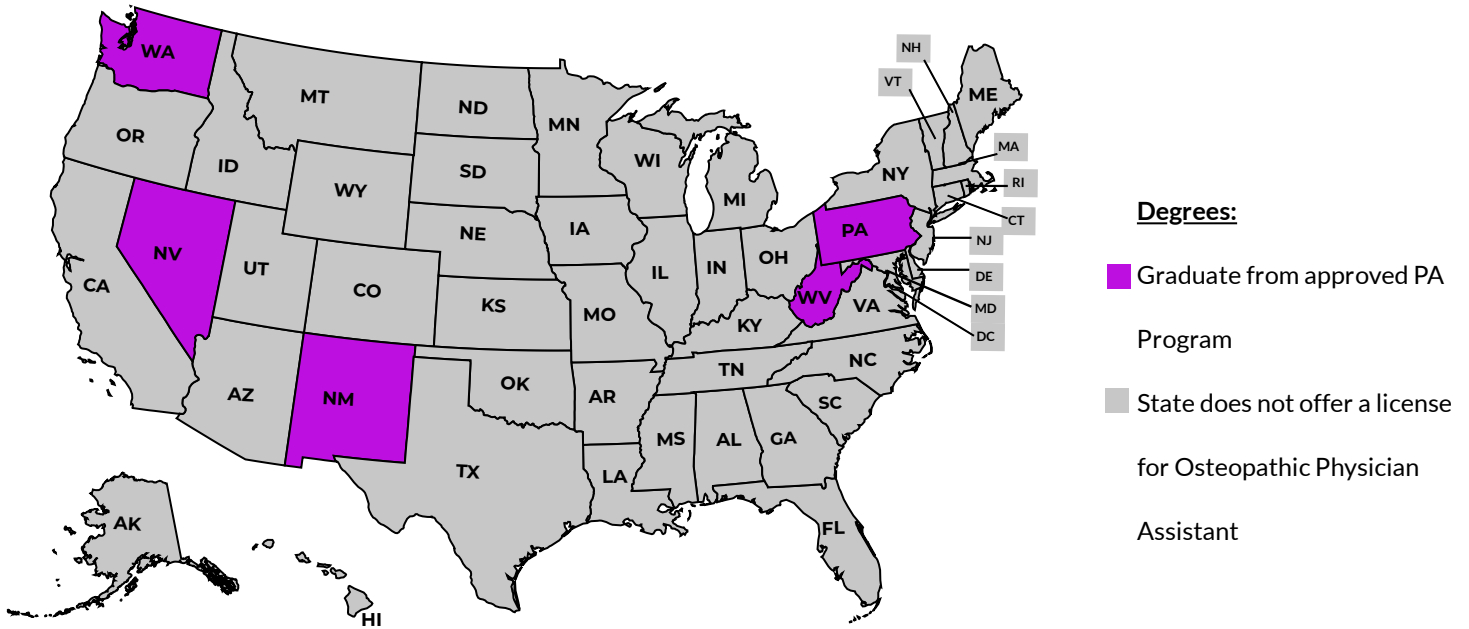 WA
MT
ND
MN
OR
ID
SD
WI
WY
MI
NY
ME
NH
VT
MA
RI
CT
NJ
DE
MD
DC
NE
IA
PA
NV
UT
CO
CA
KS
MO
IL
IN
OH
WV
VA
KY
NC
TN
AZ
NM
OK
AR
SC
MS
AL
GA
TX
LA
FL
AK
HI
Degrees:
Graduate from approved PA
Program
State does not offer a license
for Osteopathic Physician
Assistant